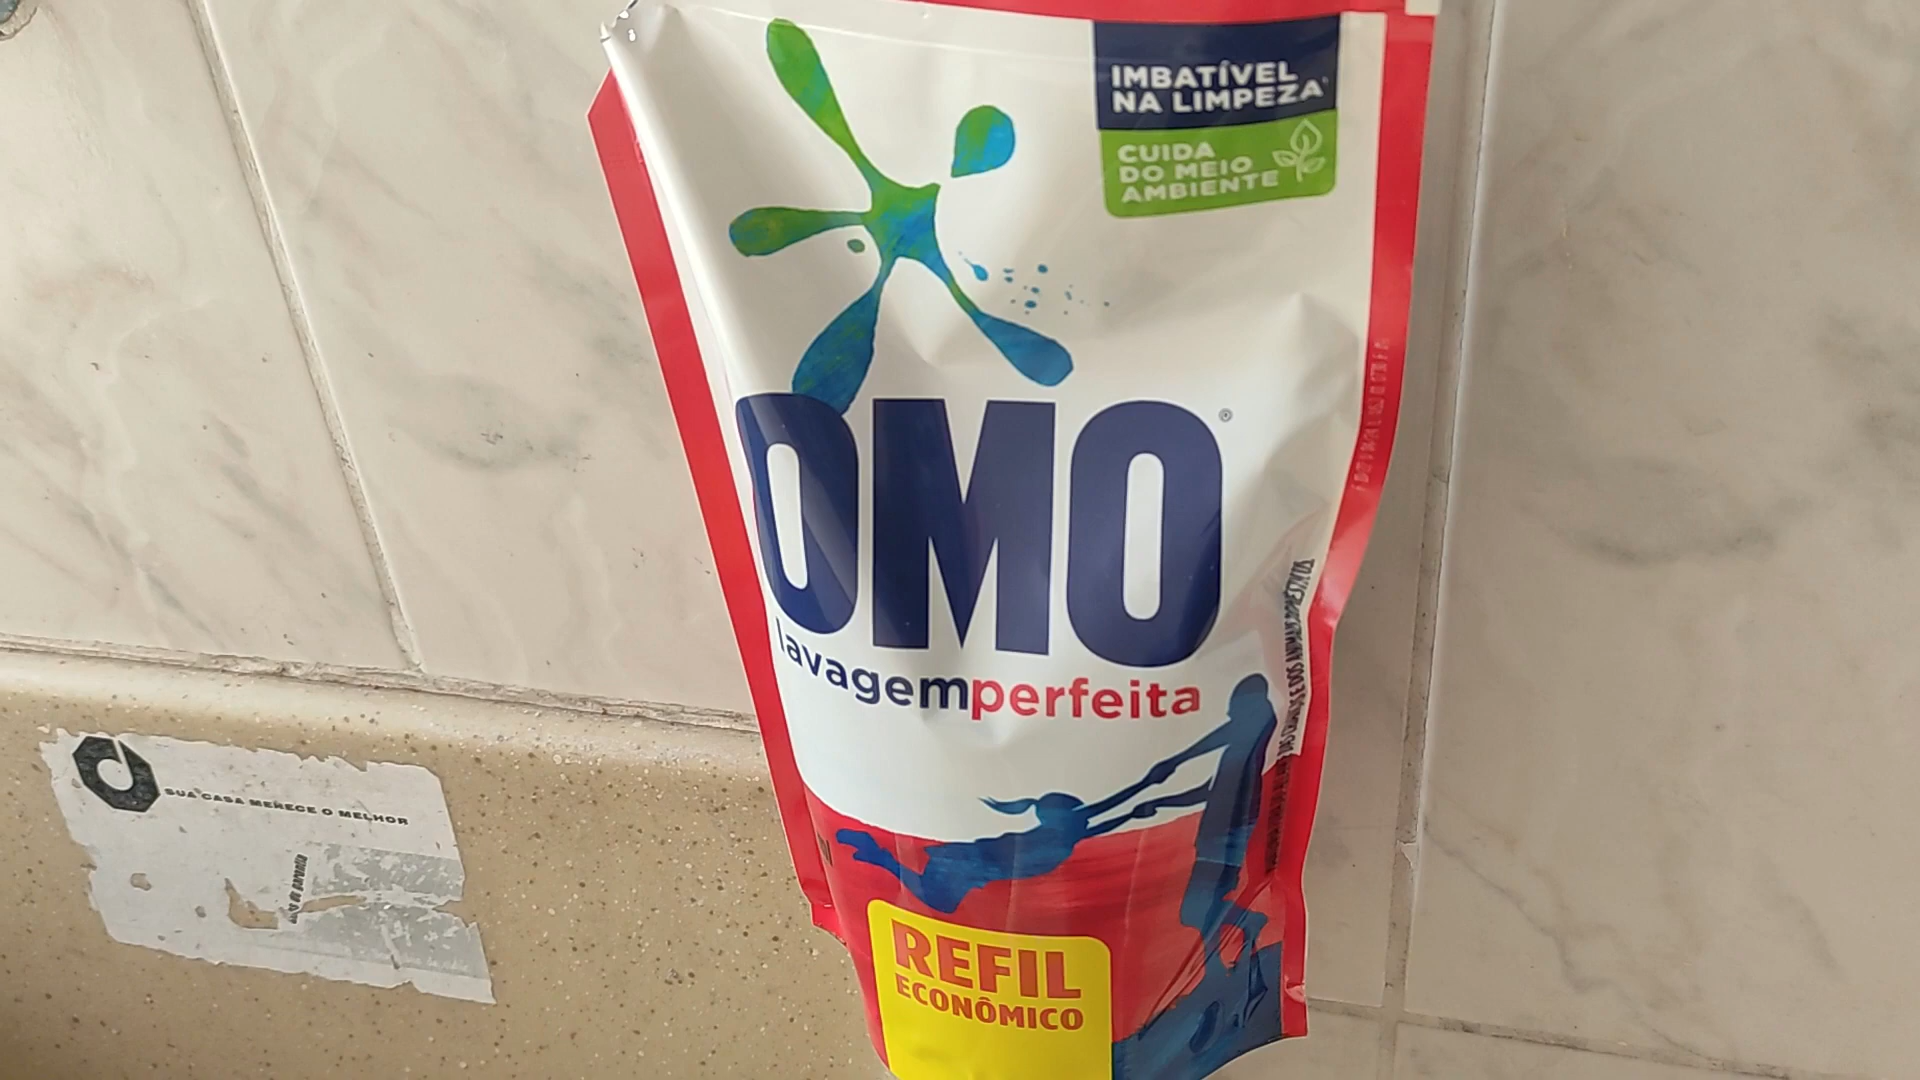 IMBATÍVEL
NA LIMPEZA
CUIDA
DO MEIO
AMBIENTE
OMO®
lavagemperfeita
REFIL
ECONÔMICO
SUA CASA MERECE O MELHOR